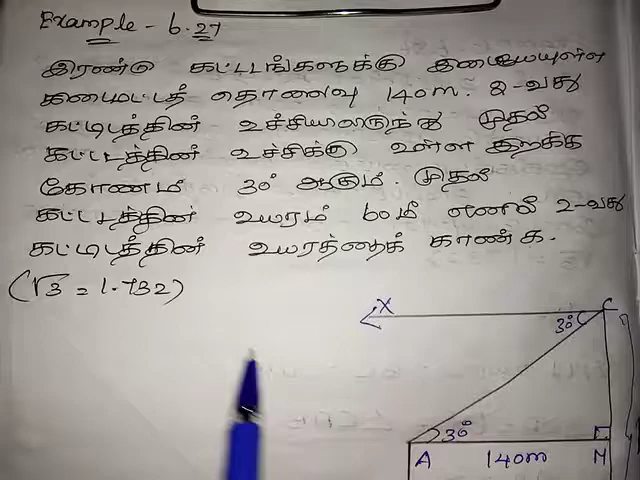 Example - 6.27
இரண்டு கட்டடங்களுக்கு இடையேயுள்ள
கிடைமட்டத் தொலைவு 140m. 2-வது
கட்டிடத்தின் உச்சியிலிருந்து முதல்
கட்டடத்தின் உச்சிக்கு உள்ள இறக்க
கோணம் 30° ஆகும். முதல்
கட்டடத்தின் உயரம் 60மீ எனில் 2-வது
கட்டிடத்தின் உயரத்தைக் காண்க.
(√3 = 1.732)
X C
30°
30°
A 140m M